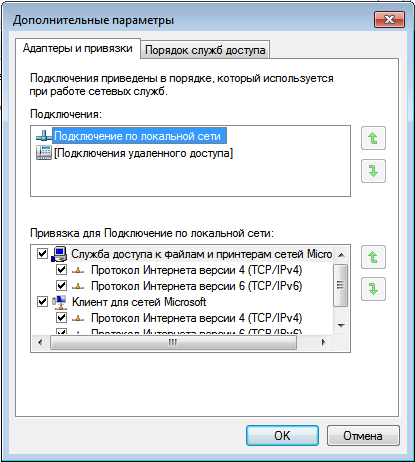 Дополнительные параметры
Адаптеры и привязки
Порядок служб доступа
Подключения приведены в порядке, который используется
при работе сетевых служб.
Подключения:
Подключение по локальной сети
[Подключения удаленного доступа]
Привязка для Подключение по локальной сети:
Служба доступа к файлам и принтерам сетей Micro
Протокол Интернета версии 4 (TCP/IPv4)
Протокол Интернета версии 6 (TCP/IPv6)
Клиент для сетей Microsoft
Протокол Интернета версии 4 (TCP/IPv4)
Протокол Интернета версии 6 (TCP/IPv6)
OK
Отмена